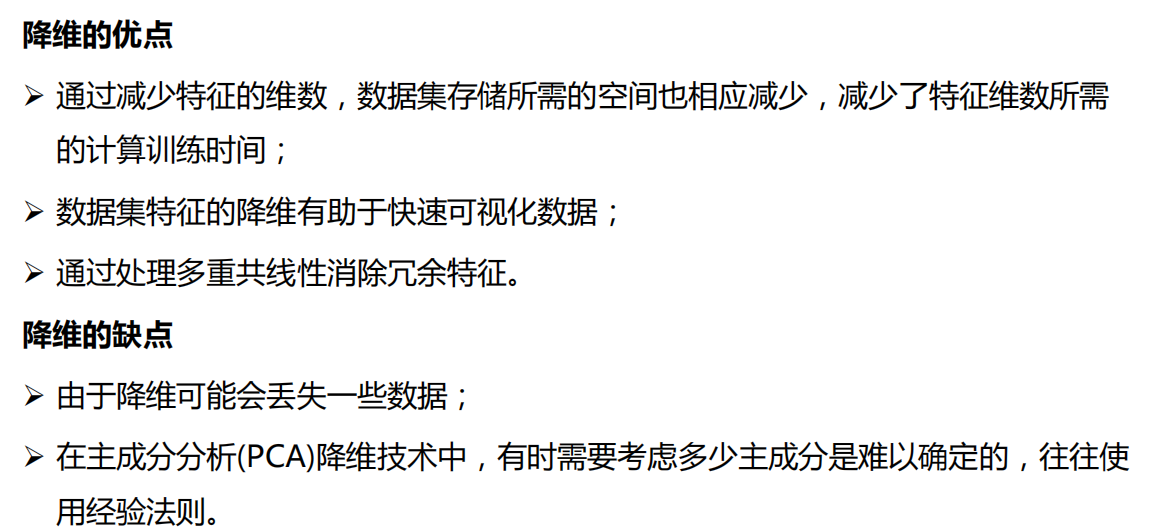 降维的优点
➢ 通过减少特征的维数，数据集存储所需的空间也相应减少，减少了特征维数所需
的计算训练时间；
➢ 数据集特征的降维有助于快速可视化数据；
➢ 通过处理多重共线性消除冗余特征。
降维的缺点
➢ 由于降维可能会丢失一些数据；
➢ 在主成分分析(PCA)降维技术中，有时需要考虑多少主成分是难以确定的，往往使
用经验法则。